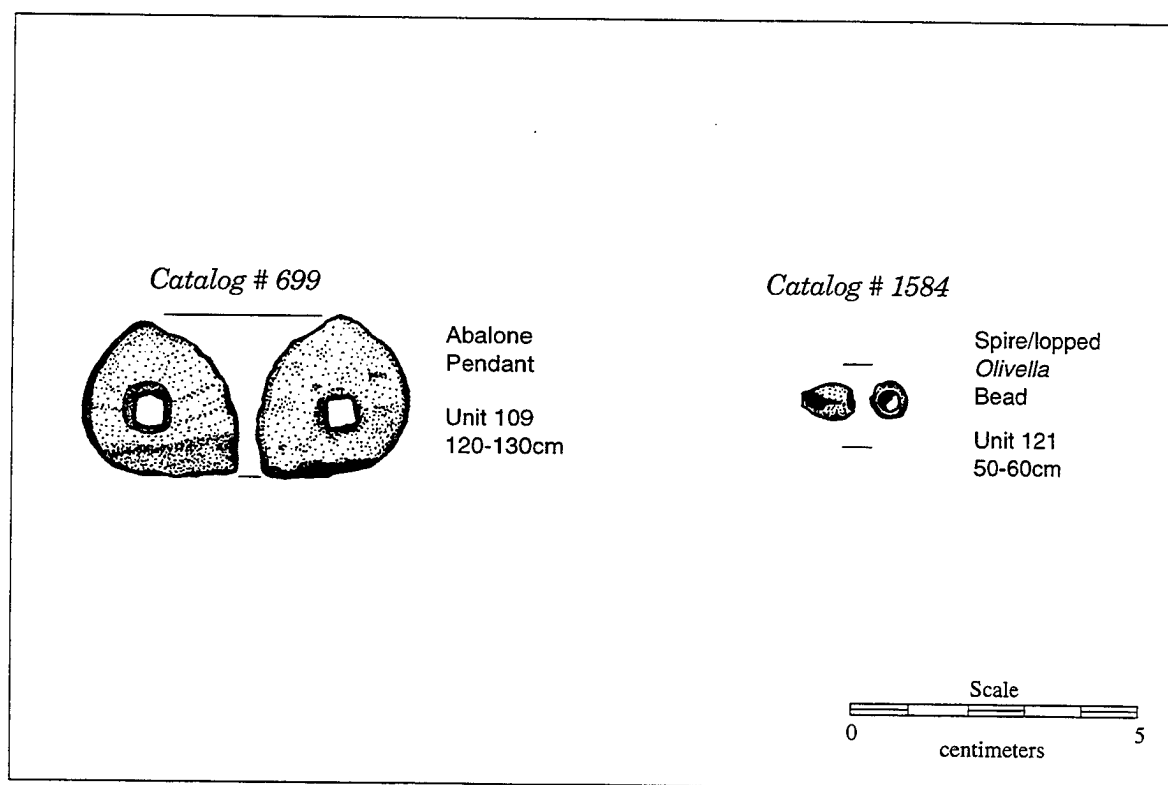 Catalog # 699
Abalone
Pendant
Unit 109
120-130cm
Catalog # 1584
Spire/lopped
Olivella
Bead
Unit 121
50-60cm
Scale
0 5
centimeters